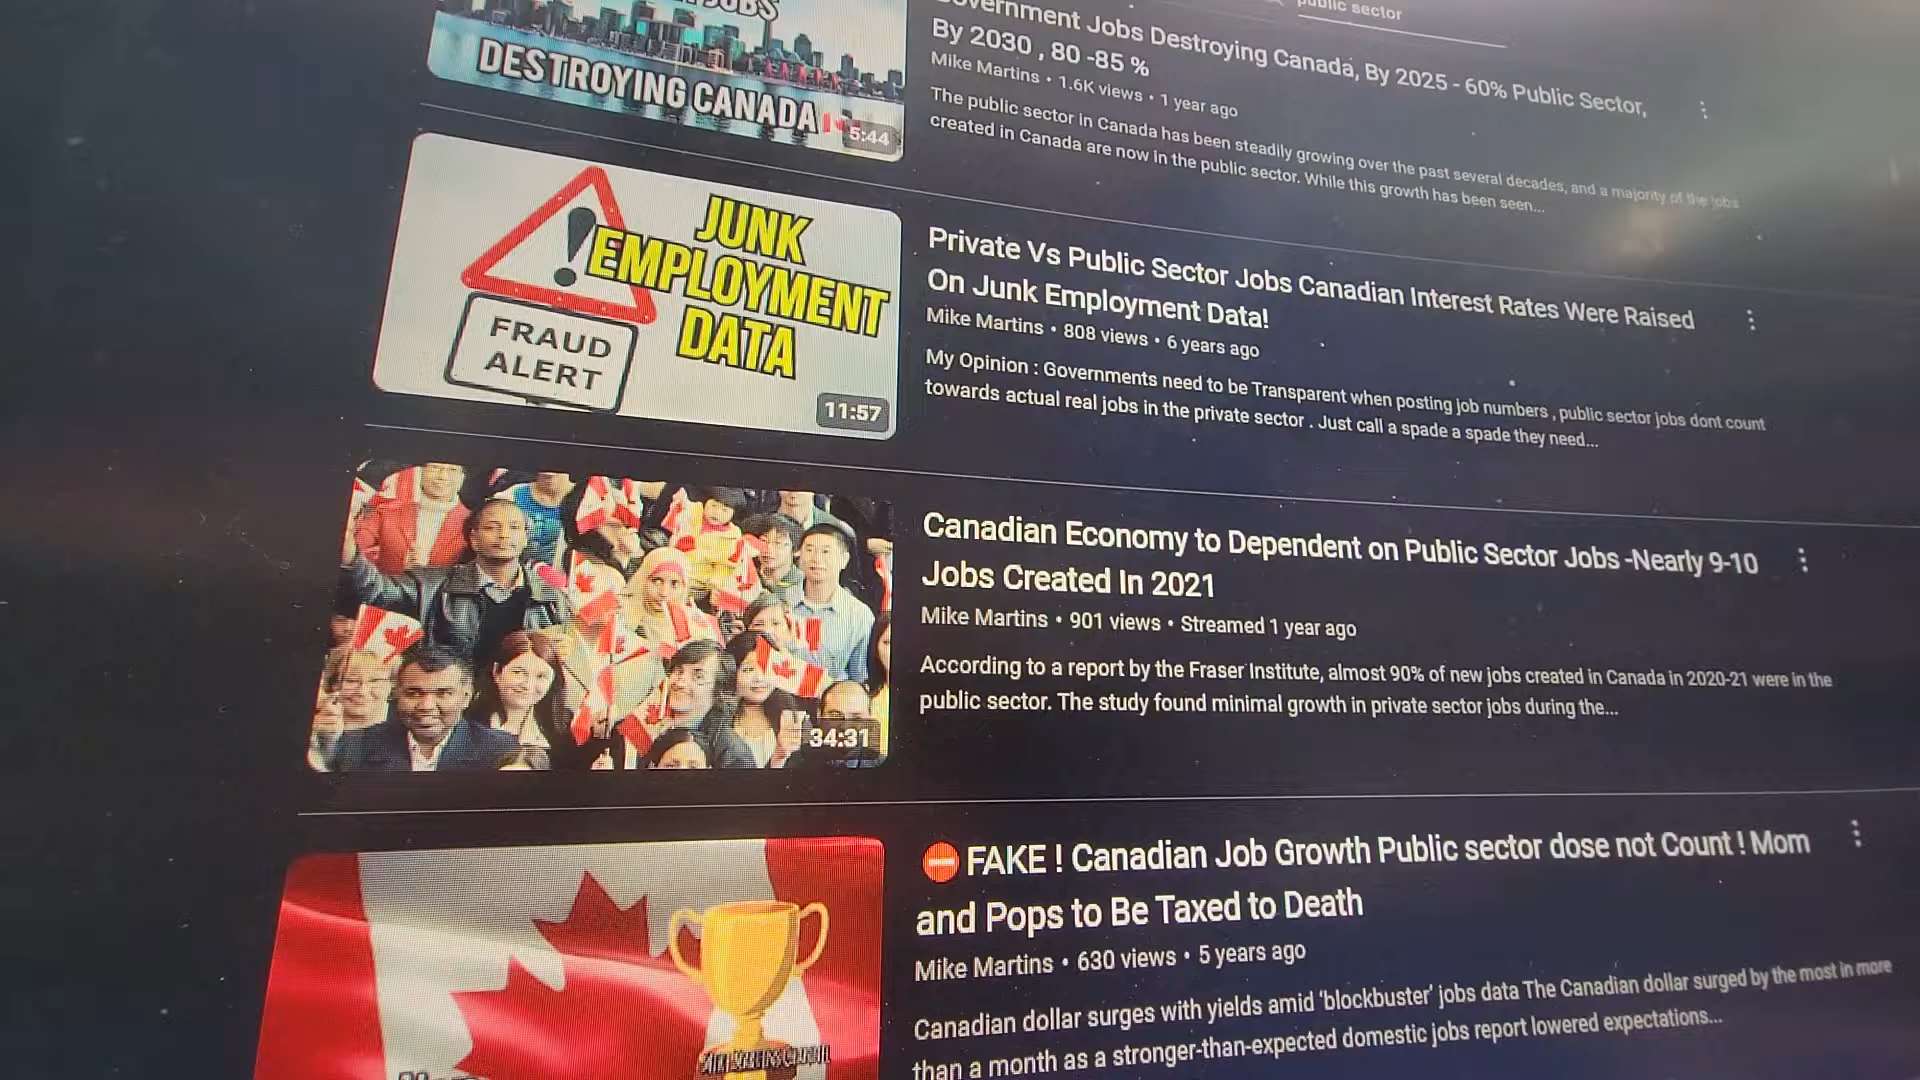 public sector
DESTROYING CANADA
5:44
Government Jobs Destroying Canada, By 2025 - 60% Public Sector,
By 2030 , 80 -85 %
Mike Martins • 1.6K views • 1 year ago
The public sector in Canada has been steadily growing over the past several decades, and a majority of the jobs
created in Canada are now in the public sector. While this growth has been seen...
JUNK
EMPLOYMENT
DATA
FRAUD
ALERT
11:57
Private Vs Public Sector Jobs Canadian Interest Rates Were Raised
On Junk Employment Data!
Mike Martins • 808 views • 6 years ago
My Opinion : Governments need to be Transparent when posting job numbers , public sector jobs dont count
towards actual real jobs in the private sector . Just call a spade a spade they need...
34:31
Canadian Economy to Dependent on Public Sector Jobs -Nearly 9-10
Jobs Created In 2021
Mike Martins • 901 views • Streamed 1 year ago
According to a report by the Fraser Institute, almost 90% of new jobs created in Canada in 2020-21 were in the
public sector. The study found minimal growth in private sector jobs during the...
⛔ FAKE ! Canadian Job Growth Public sector dose not Count ! Mom
and Pops to Be Taxed to Death
Mike Martins • 630 views • 5 years ago
Canadian dollar surges with yields amid ‘blockbuster’ jobs data The Canadian dollar surged by the most in more
than a month as a stronger-than-expected domestic jobs report lowered expectations...